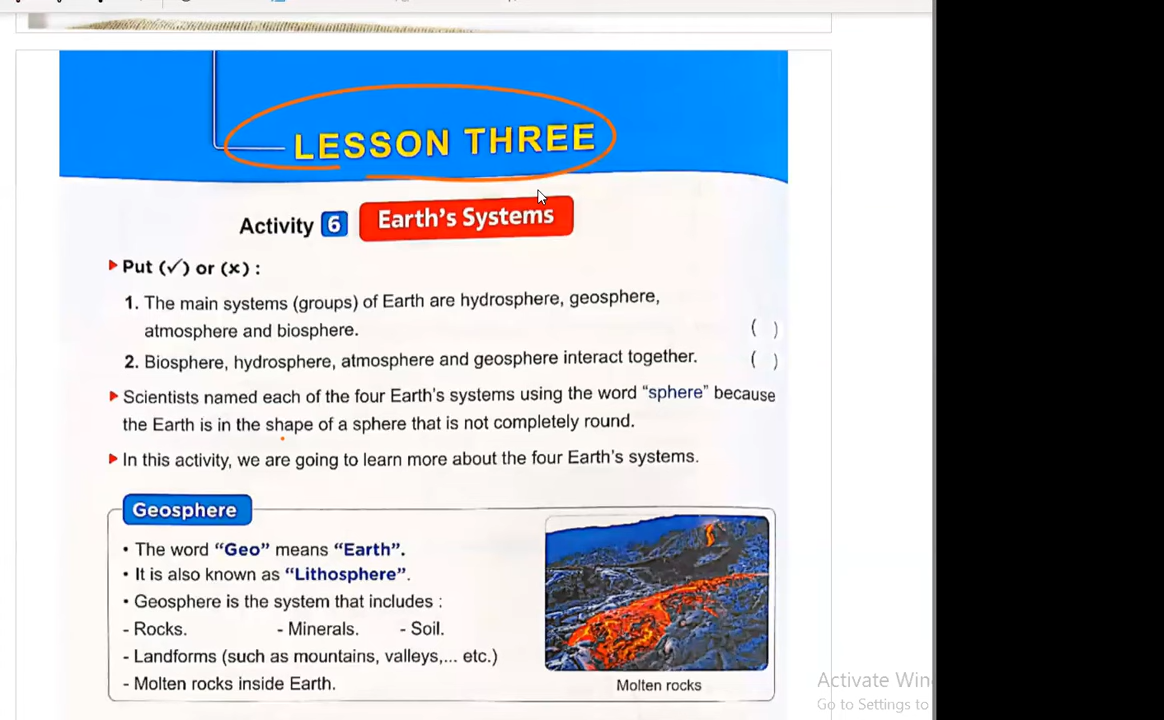 LESSON THREE
Activity 6 Earth's Systems
Put (✓) or (x) :
1. The main systems (groups) of Earth are hydrosphere, geosphere,
atmosphere and biosphere. ( )
2. Biosphere, hydrosphere, atmosphere and geosphere interact together. ( )
Scientists named each of the four Earth's systems using the word “sphere” because
the Earth is in the shape of a sphere that is not completely round.
In this activity, we are going to learn more about the four Earth's systems.
Geosphere
• The word “Geo” means “Earth”.
• It is also known as “Lithosphere”.
• Geosphere is the system that includes :
- Rocks. - Minerals. - Soil.
- Landforms (such as mountains, valleys,... etc.)
- Molten rocks inside Earth.
Molten rocks
Activate Win
Go to Settings to